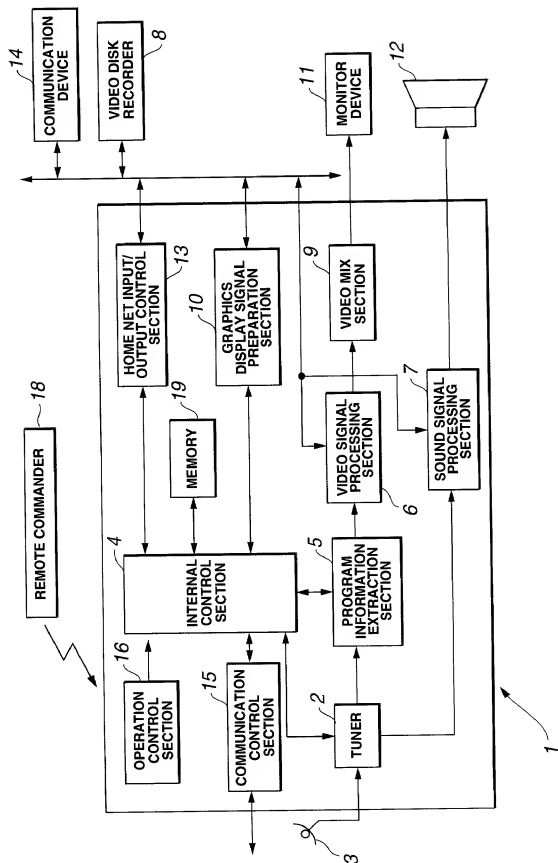 REMOTE COMMANDER
18
14
COMMUNICATION
DEVICE
VIDEO DISK
RECORDER
8
HOME NET INPUT/
OUTPUT CONTROL
SECTION
13
19
MEMORY
10
GRAPHICS
DISPLAY SIGNAL
PREPARATION
SECTION
11
MONITOR
DEVICE
12
4
INTERNAL
CONTROL
SECTION
9
VIDEO MIX
SECTION
16
OPERATION
CONTROL
SECTION
15
COMMUNICATION
CONTROL
SECTION
5
PROGRAM
INFORMATION
EXTRACTION
SECTION
VIDEO SIGNAL
PROCESSING
SECTION
6
7
SOUND SIGNAL
PROCESSING
SECTION
2
TUNER
3
1